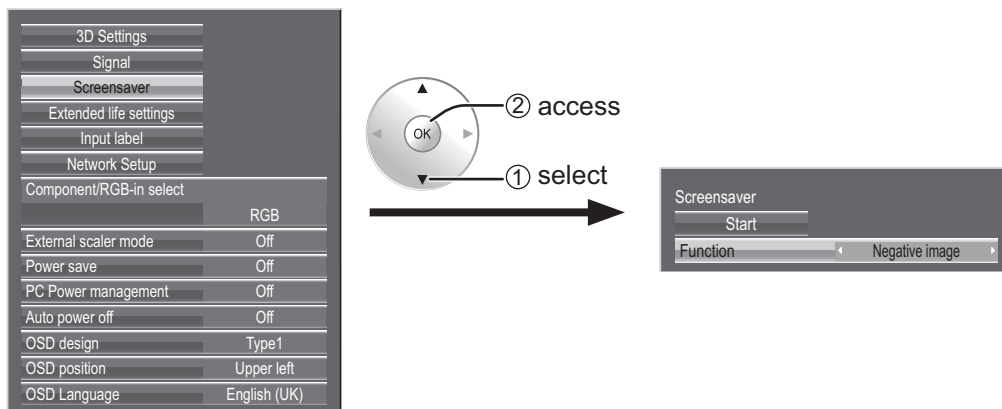 3D Settings
Signal
Screensaver
Extended life settings
Input label
Network Setup
Component/RGB-in select
RGB
External scaler mode Off
Power save Off
PC Power management Off
Auto power off Off
OSD design Type1
OSD position Upper left
OSD Language English (UK)
OK
② access
① select
Screensaver
Start
Function Negative image